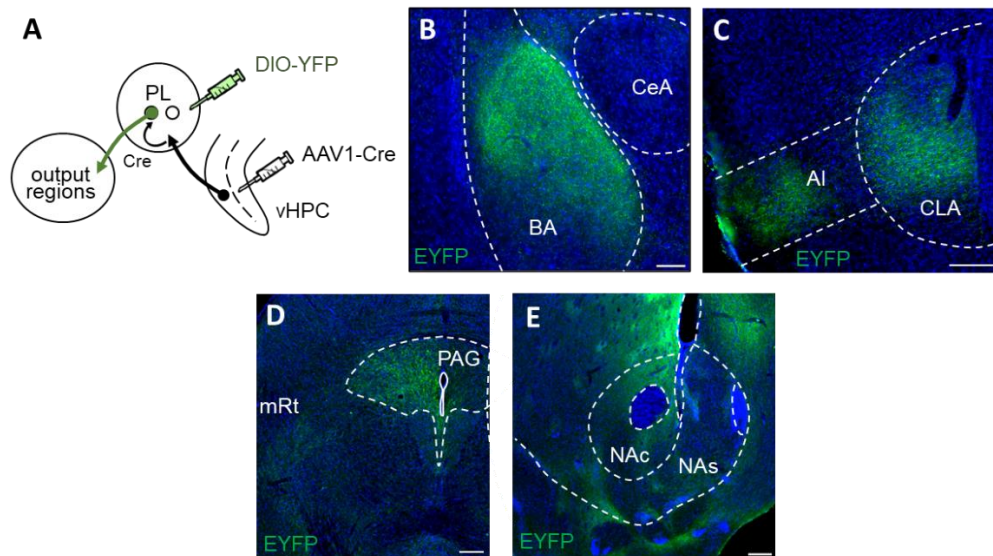 A
DIO-YFP
PL
Cre
output
regions
AAV1-Cre
vHPC
B
CeA
BA
EYFP
C
AI
CLA
EYFP
D
PAG
mRt
EYFP
E
NAc
NAs
EYFP